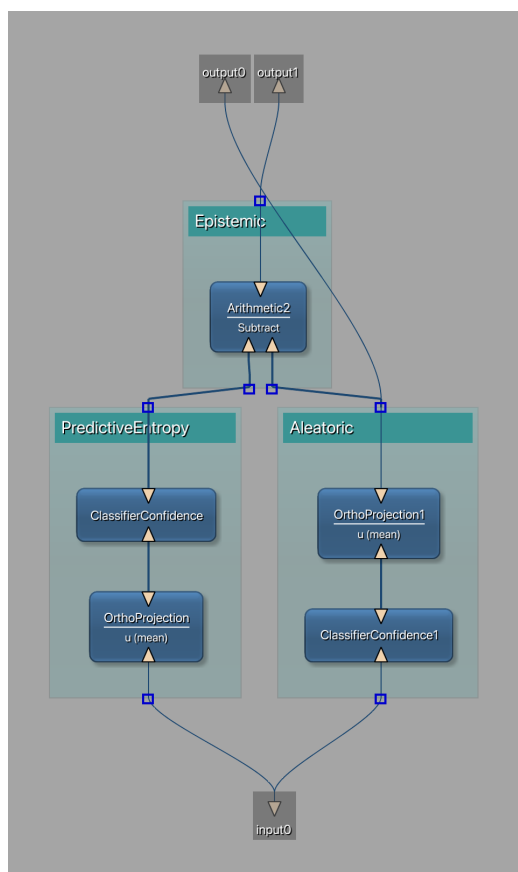 output0 output1
Epistemic
Arithmetic2
Subtract
PredictiveEntropy
Aleatoric
ClassifierConfidence
OrthoProjection1
u (mean)
OrthoProjection
u (mean)
ClassifierConfidence1
input0